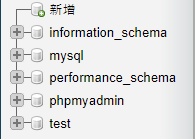 新增
information_schema
mysql
performance_schema
phpmyadmin
test